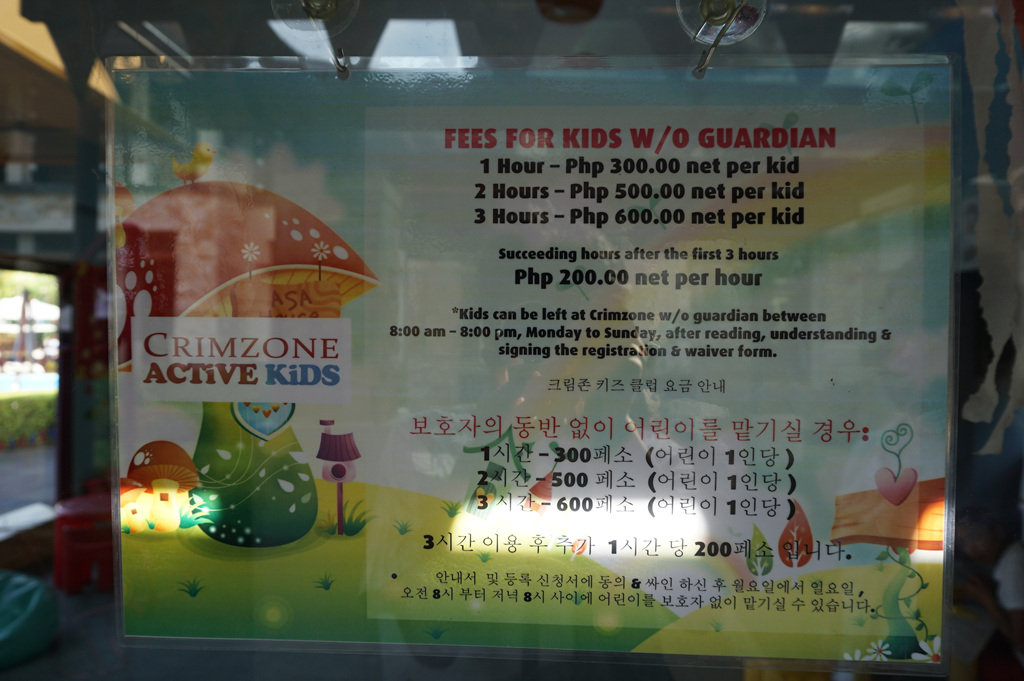 FEES FOR KIDS W/O GUARDIAN
1 Hour – Php 300.00 net per kid
2 Hours – Php 500.00 net per kid
3 Hours – Php 600.00 net per kid
Succeeding hours after the first 3 hours
Php 200.00 net per hour
*Kids can be left at Crimzone w/o guardian between
8:00 am – 8:00 pm, Monday to Sunday, after reading, understanding &
signing the registration & waiver form.
CRIMZONE
ACTiVE KiDS
크림존 키즈 클럽 요금 안내
보호자의 동반 없이 어린이를 맡기실 경우:
1시간 – 300페소 (어린이 1인당)
2시간 – 500 페소 (어린이 1인당)
3 시간 – 600페소 (어린이 1인당)
3시간 이용 후 추가 1시간 당 200페소 입니다.
• 안내서 및 등록 신청서에 동의 & 싸인 하신 후 월요일에서 일요일,
오전 8시 부터 저녁 8시 사이에 어린이를 보호자 없이 맡기실 수 있습니다.